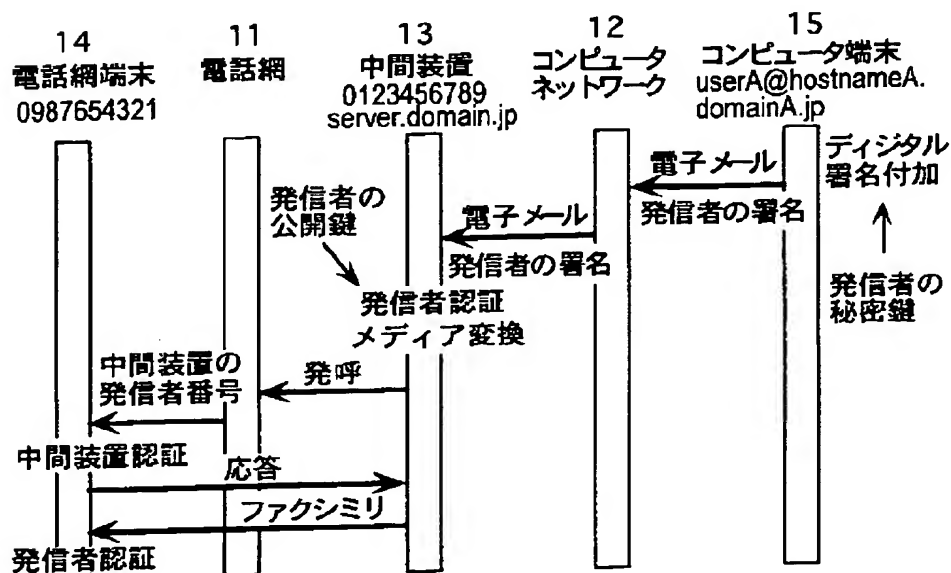 14
電話網端末
0987654321
11
電話網
13
中間装置
0123456789
server.domain.jp
12
コンピュータ
ネットワーク
15
コンピュータ端末
userA@hostnameA.
domainA.jp
ディジタル
署名付加
電子メール
発信者の署名
発信者の
秘密鍵
電子メール
発信者の署名
発信者の
公開鍵
発信者認証
メディア変換
発呼
中間装置の
発信者番号
中間装置認証
応答
ファクシミリ
発信者認証